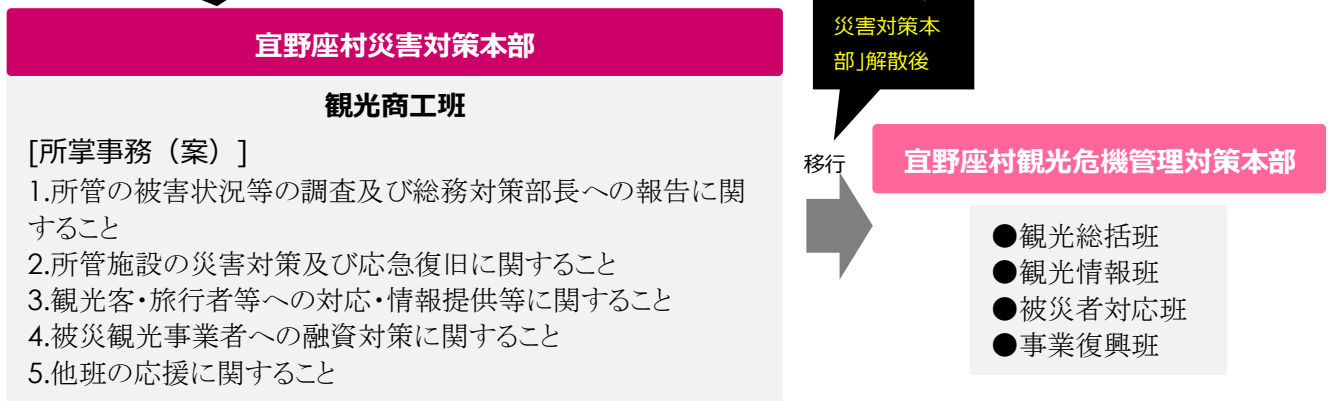 宜野座村災害対策本部
観光商工班
[所掌事務（案）]
1.所管の被害状況等の調査及び総務対策部長への報告に関
すること
2.所管施設の災害対策及び応急復旧に関すること
3.観光客・旅行者等への対応・情報提供等に関すること
4.被災観光事業者への融資対策に関すること
5.他班の応援に関すること
災害対策本
部」解散後
移行
宜野座村観光危機管理対策本部
●観光総括班
●観光情報班
●被災者対応班
●事業復興班